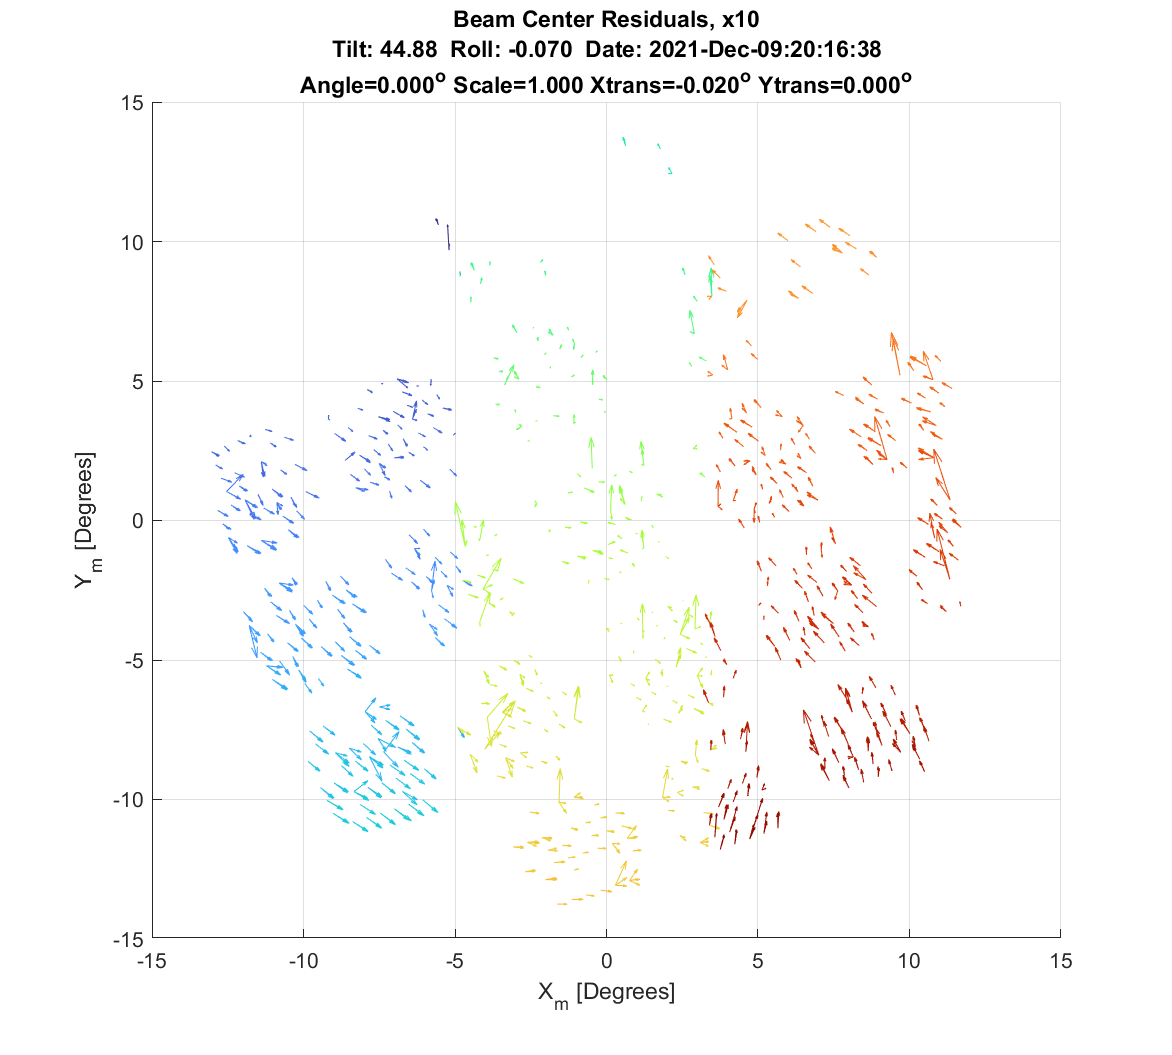 Beam Center Residuals, x10
Tilt: 44.88 Roll: -0.070 Date: 2021-Dec-09:20:16:38
Angle=0.000° Scale=1.000 Xtrans=-0.020° Ytrans=0.000°
15
10
5
0
-5
-10
-15
Y_m [Degrees]
-15 -10 -5 0 5 10 15
X_m [Degrees]